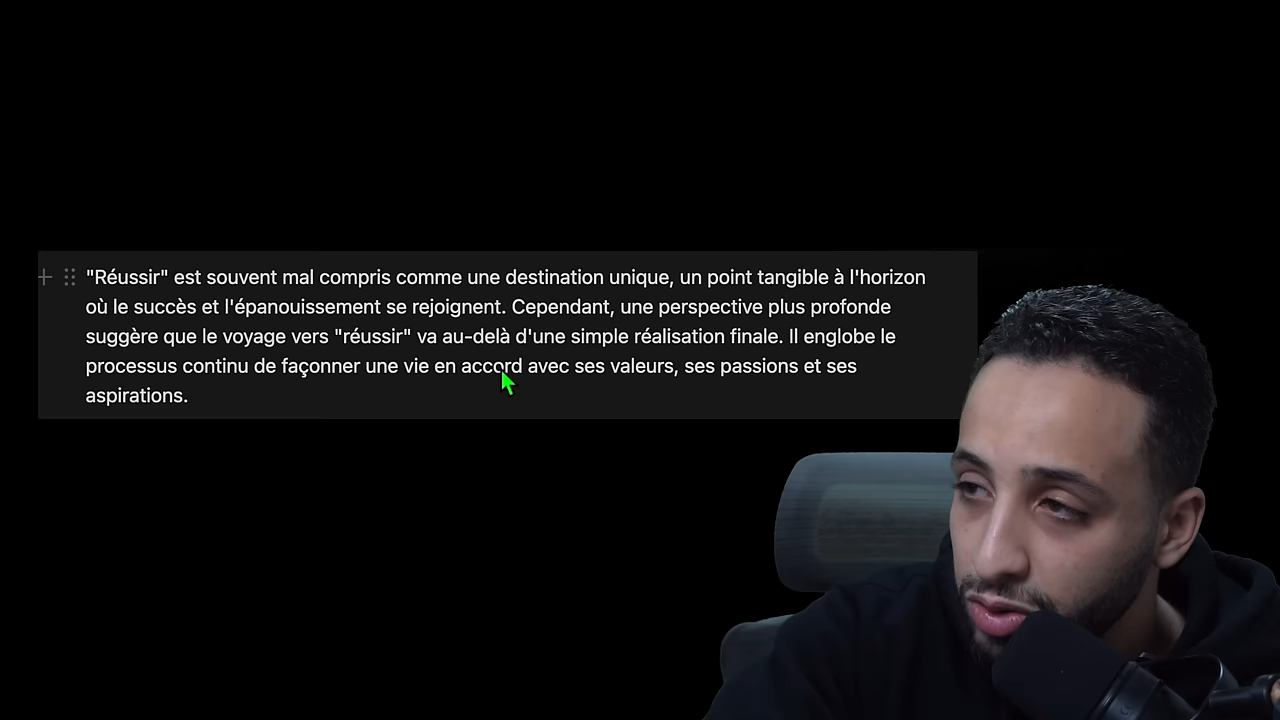 "Réussir" est souvent mal compris comme une destination unique, un point tangible à l'horizon
où le succès et l'épanouissement se rejoignent. Cependant, une perspective plus profonde
suggère que le voyage vers "réussir" va au-delà d'une simple réalisation finale. Il englobe le
processus continu de façonner une vie en accord avec ses valeurs, ses passions et ses
aspirations.